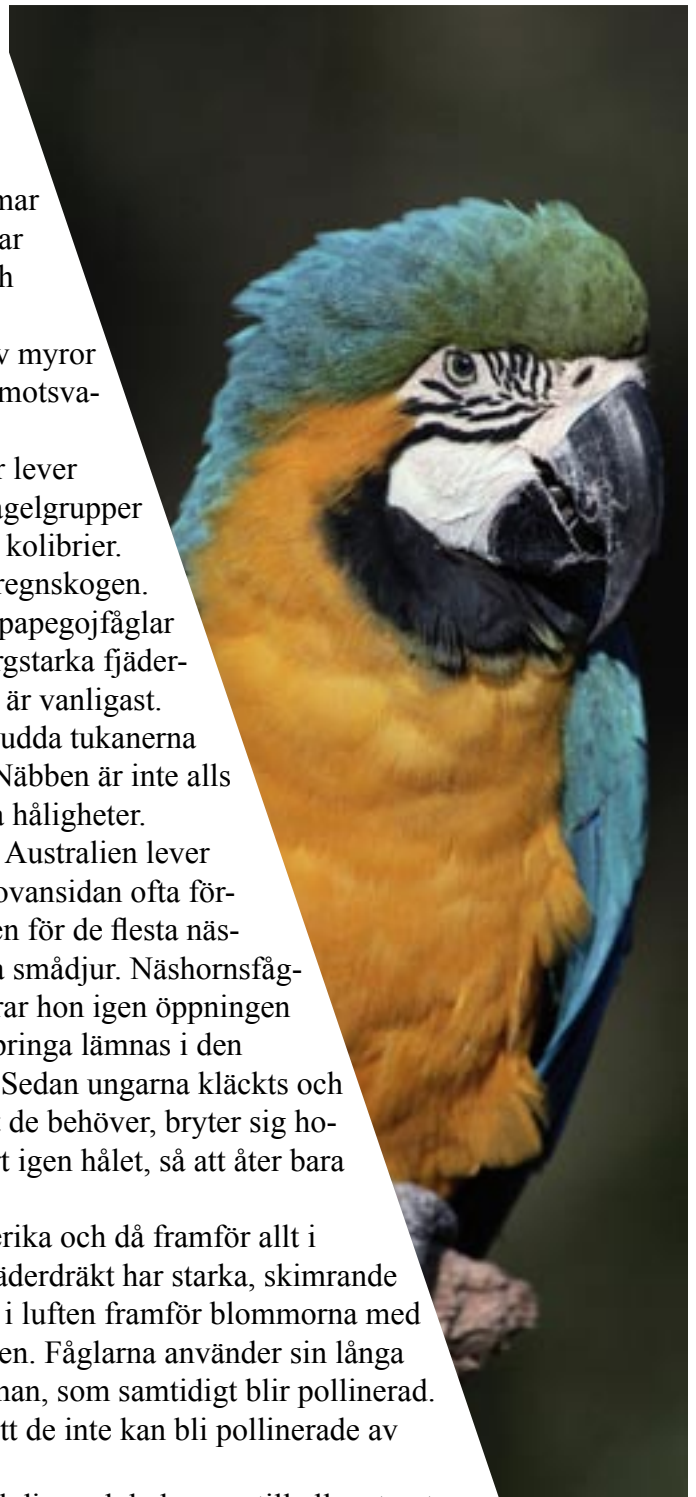 mar
ar
h
v myror
motsva-
r lever
agelgrupper
kolibrier.
regnskogen.
papegojfåglar
rgstarka fjäder-
är vanligast.
udda tukanerna
Näbben är inte alls
a håligheter.
Australien lever
ovansidan ofta för-
en för de flesta näs-
a smådjur. Näshornsfåg-
rar hon igen öppningen
pringa lämnas i den
Sedan ungarna kläckts och
t de behöver, bryter sig ho-
t igen hålet, så att åter bara
erika och då framför allt i
äderdräkt har starka, skimrande
i luften framför blommorna med
en. Fåglarna använder sin långa
nan, som samtidigt blir pollinerad.
tt de inte kan bli pollinerade av